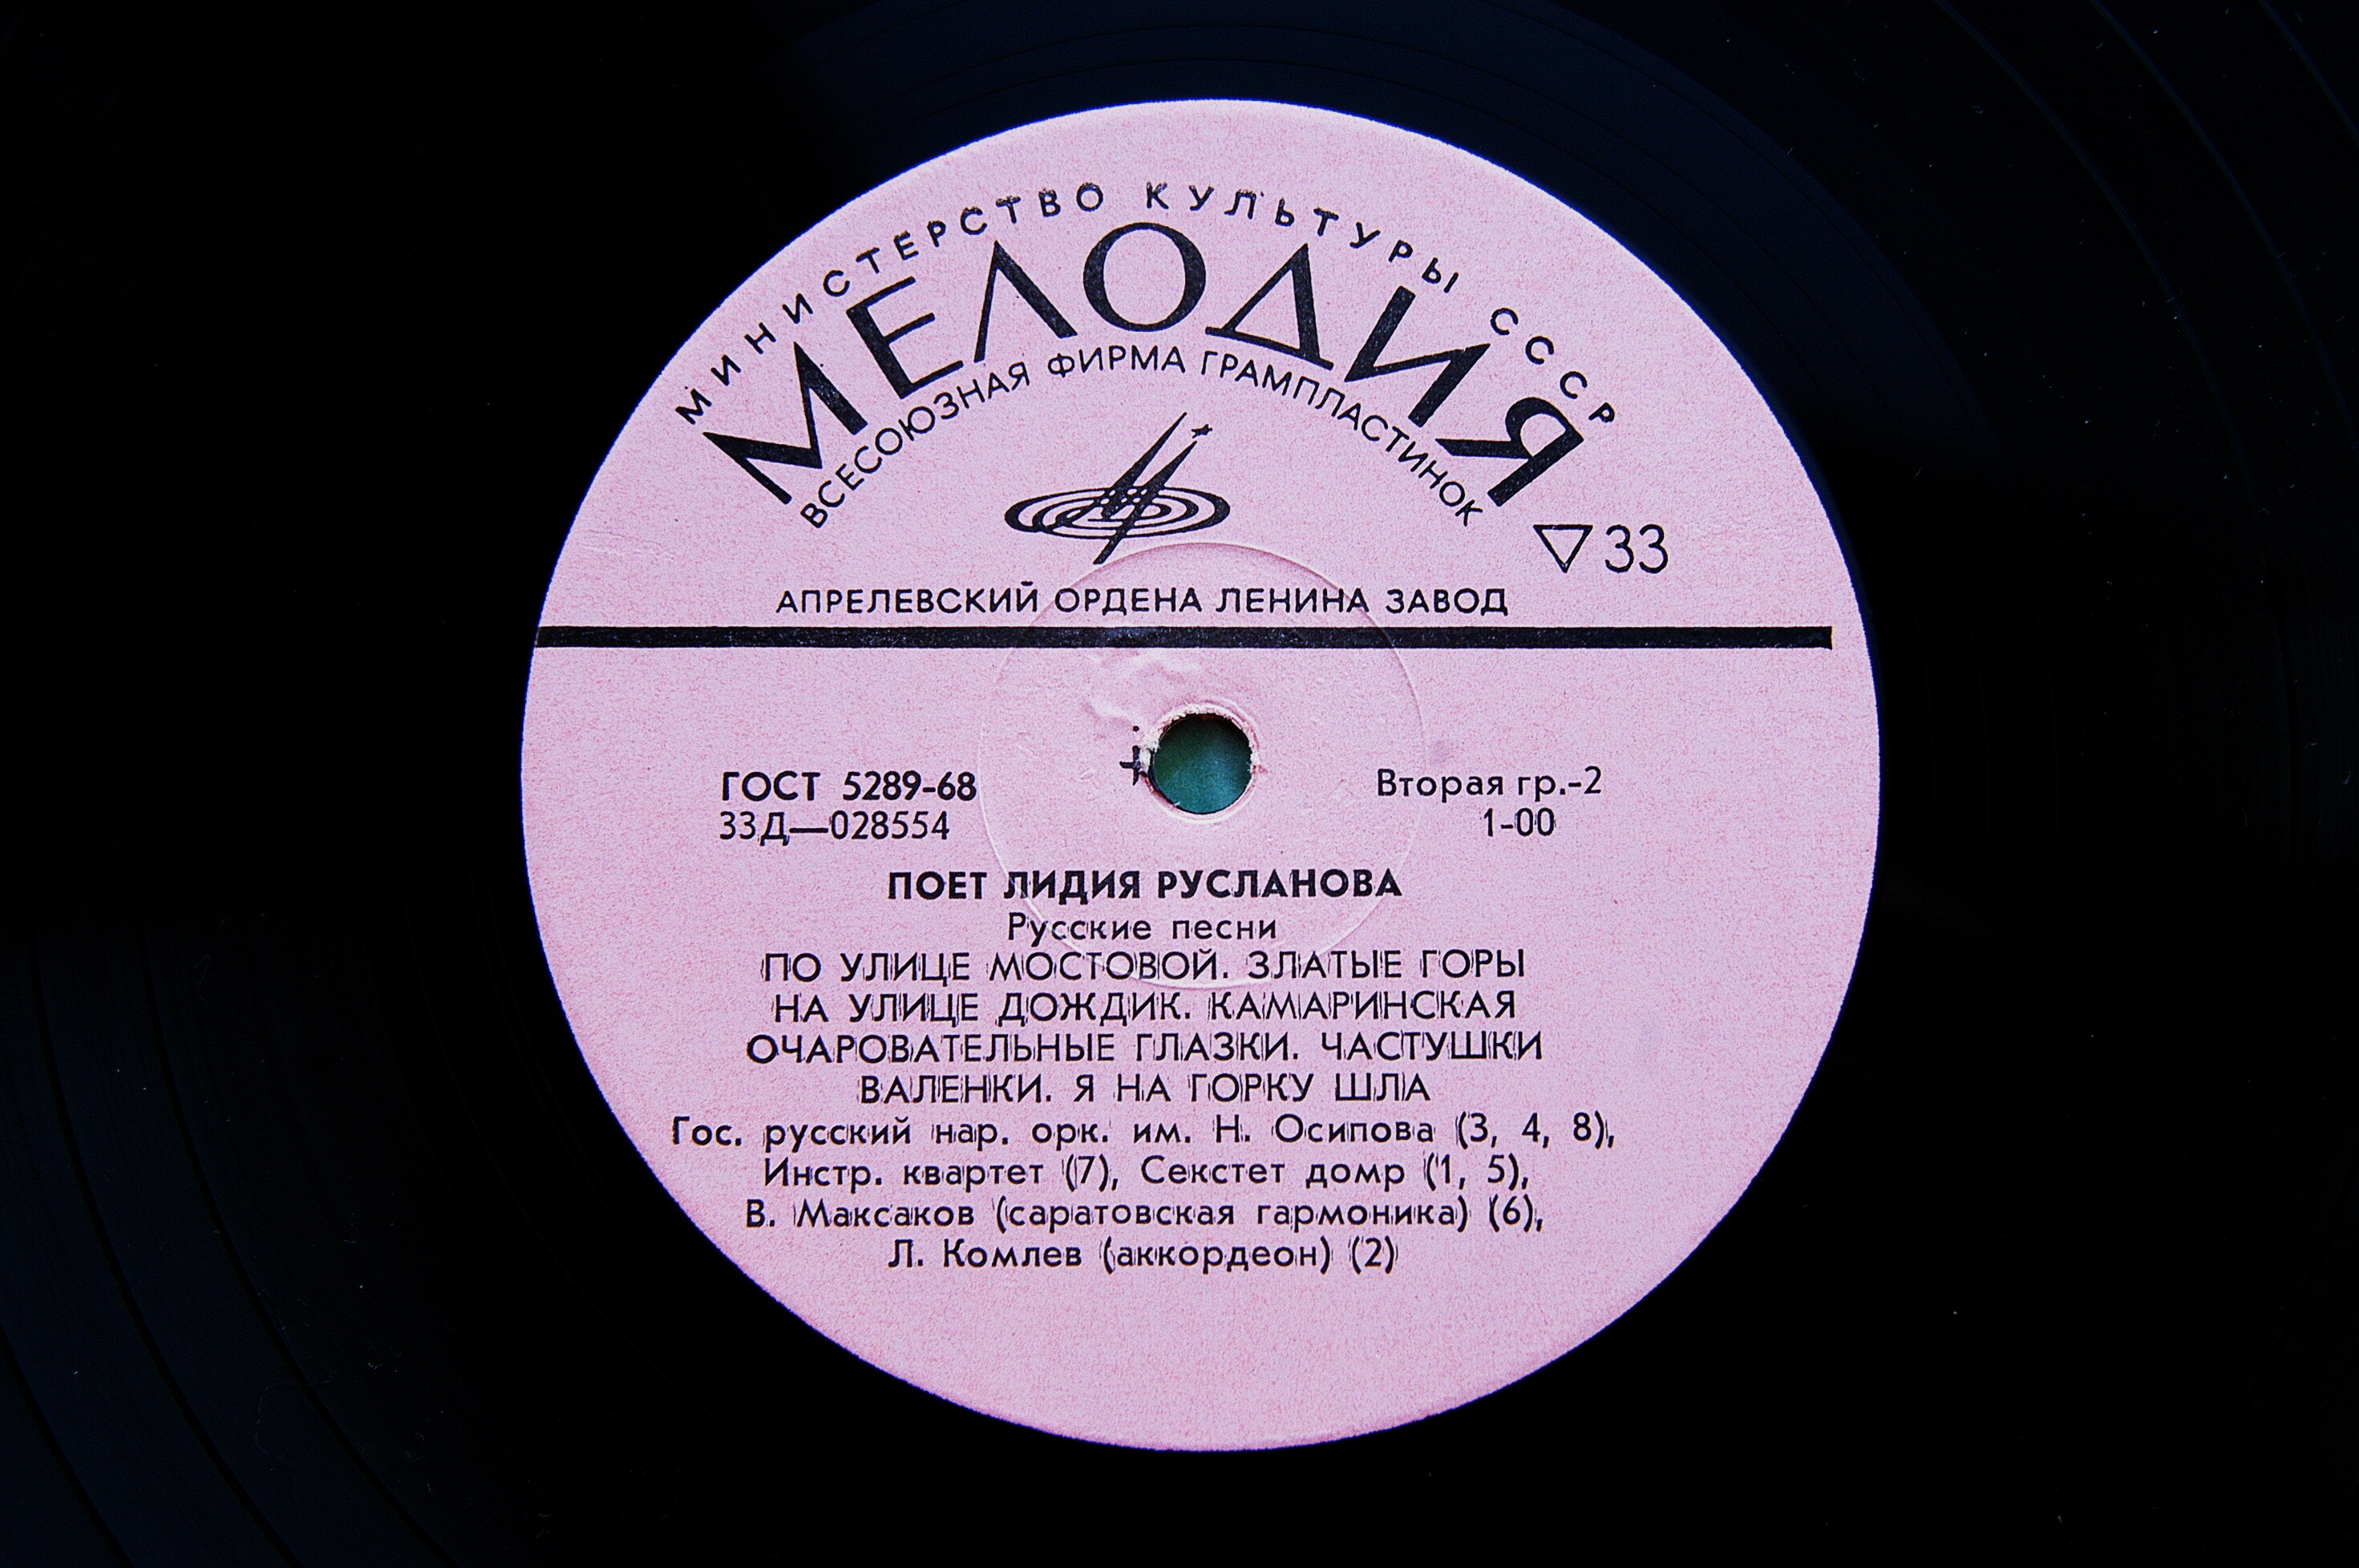 МИНИСТЕРСТВО КУЛЬТУРЫ СССР
МЕЛОДИЯ
ВСЕСОЮЗНАЯ ФИРМА ГРАМПЛАСТИНОК
▽33
АПРЕЛЕВСКИЙ ОРДЕНА ЛЕНИНА ЗАВОД
ГОСТ 5289-68
33Д—028554
Вторая гр.-2
1-00
ПОЕТ ЛИДИЯ РУСЛАНОВА
Русские песни
ПО УЛИЦЕ МОСТОВОЙ. ЗЛАТЫЕ ГОРЫ
НА УЛИЦЕ ДОЖДИК. КАМАРИНСКАЯ
ОЧАРОВАТЕЛЬНЫЕ ГЛАЗКИ. ЧАСТУШКИ
ВАЛЕНКИ. Я НА ГОРКУ ШЛА
Гос. русский нар. орк. им. Н. Осипова (3, 4, 8),
Инстр. квартет (7), Секстет домр (1, 5),
В. Максаков (саратовская гармоника) (6),
Л. Комлев (аккордеон) (2)